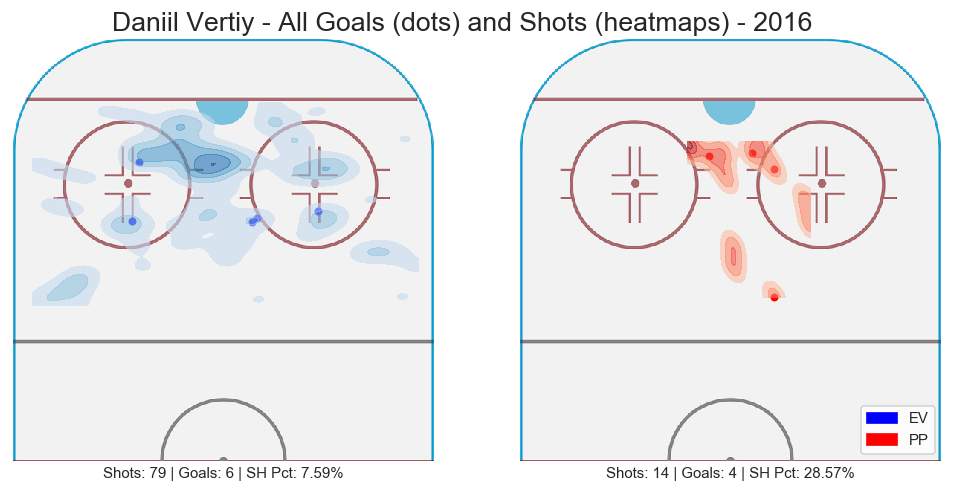 Daniil Vertiy - All Goals (dots) and Shots (heatmaps) - 2016
EV
PP
Shots: 79 | Goals: 6 | SH Pct: 7.59%
Shots: 14 | Goals: 4 | SH Pct: 28.57%